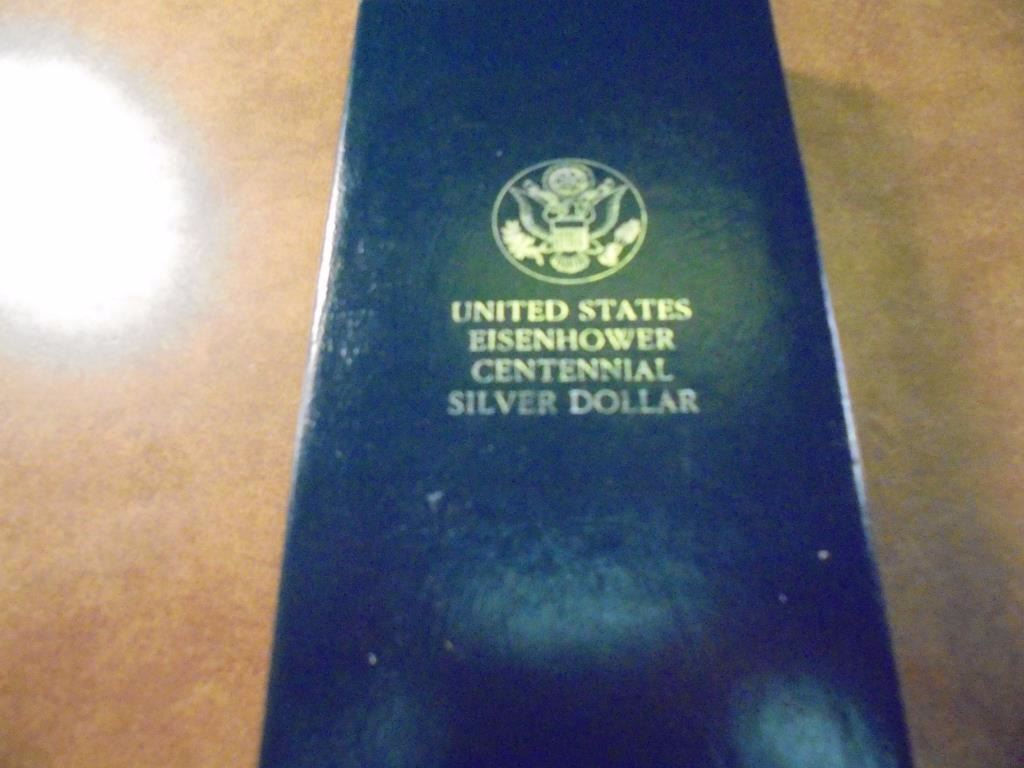 UNITED STATES
EISENHOWER
CENTENNIAL
SILVER DOLLAR